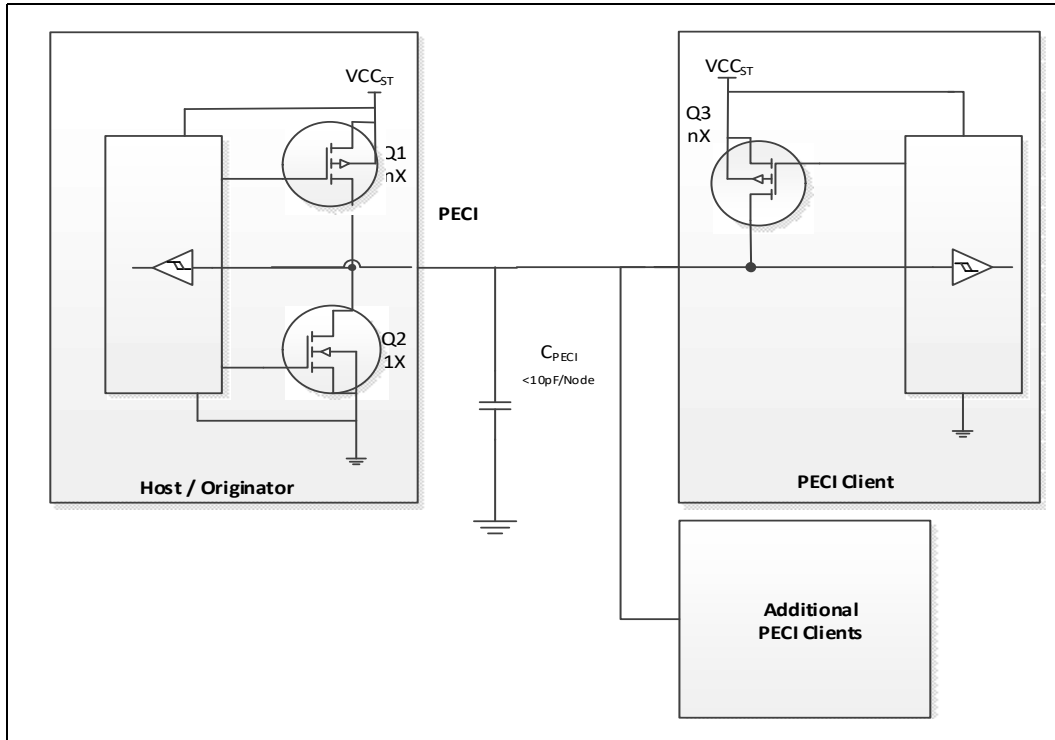 VCCST
Q1
nX
Q2
1X
Host / Originator
PECI
CPECI
<10pF/Node
VCCST
Q3
nX
PECI Client
Additional
PECI Clients